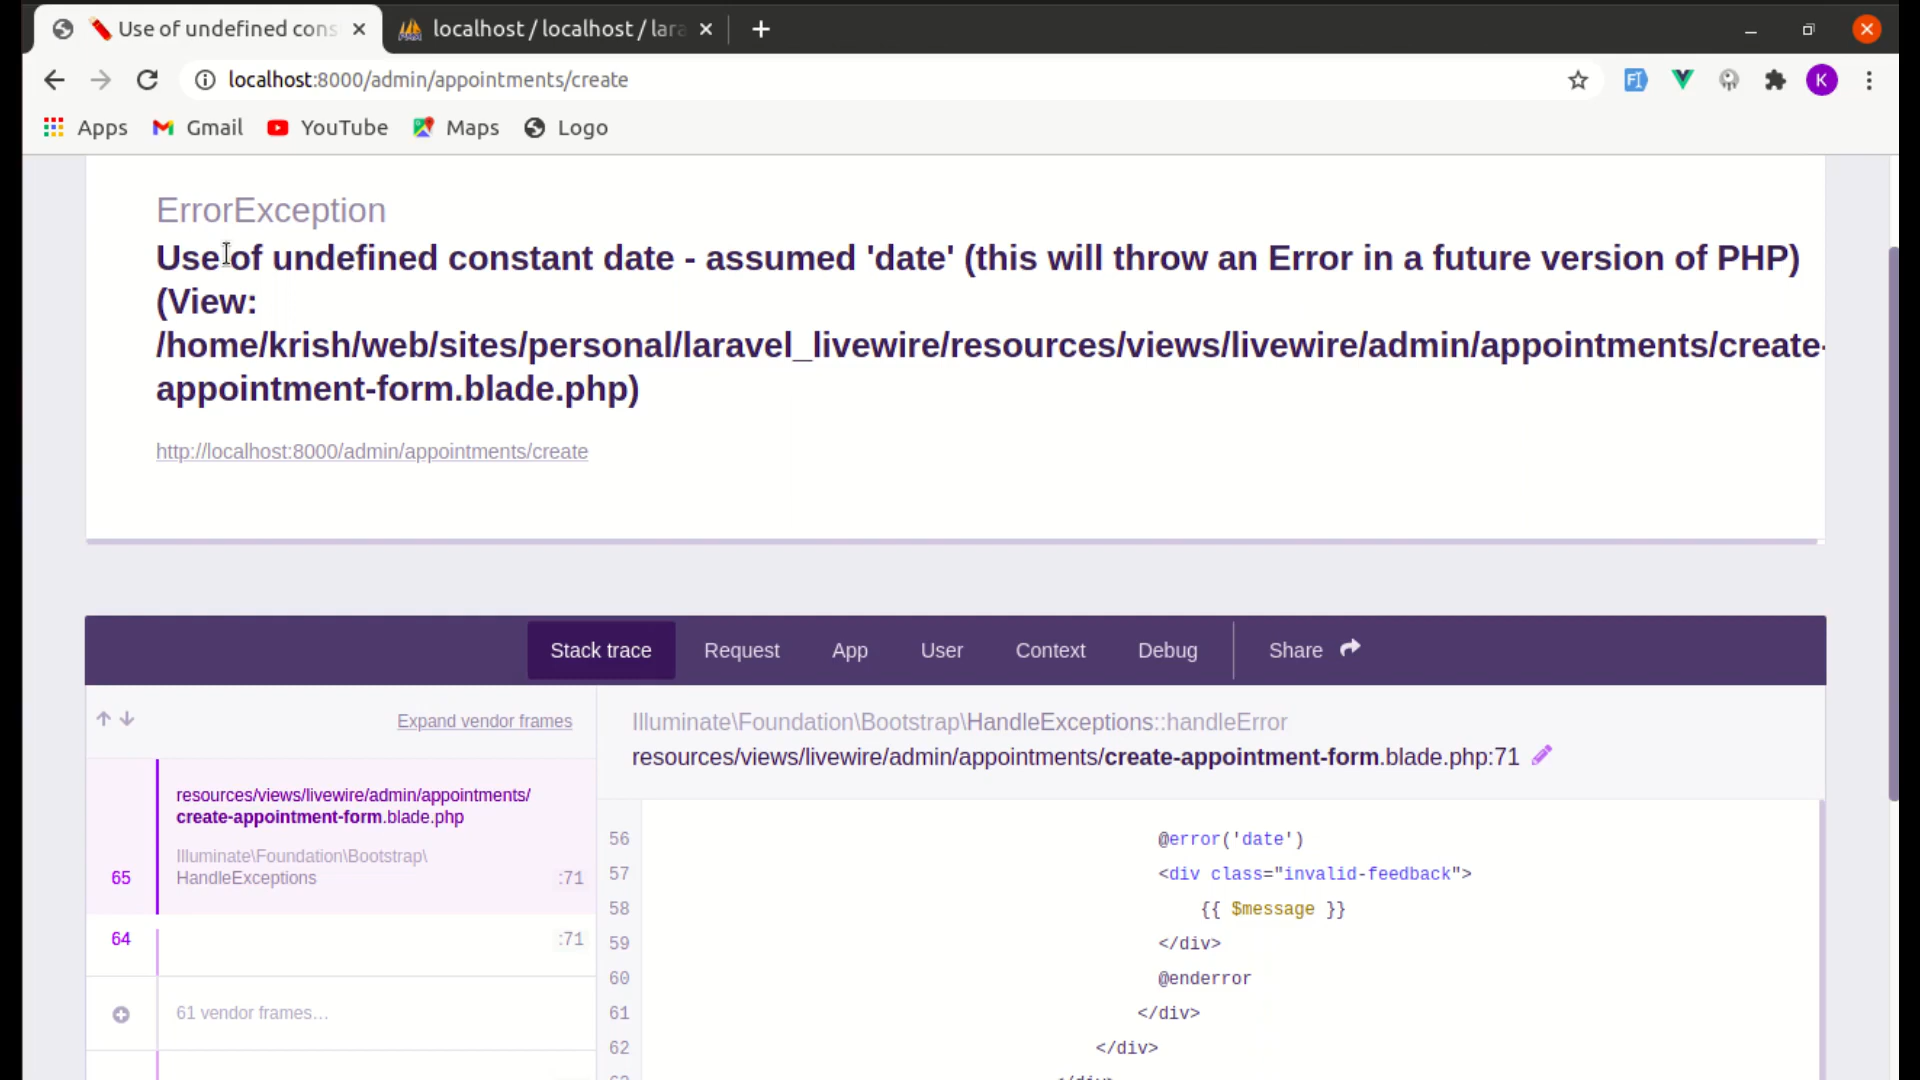 Use of undefined cons
localhost / localhost / lara
localhost:8000/admin/appointments/create
K
Apps
Gmail
YouTube
Maps
Logo
ErrorException
Use of undefined constant date - assumed 'date' (this will throw an Error in a future version of PHP)
(View:
/home/krish/web/sites/personal/laravel_livewire/resources/views/livewire/admin/appointments/create-
appointment-form.blade.php)
http://localhost:8000/admin/appointments/create
Stack trace
Request
App
User
Context
Debug
Share
Expand vendor frames
Illuminate\Foundation\Bootstrap\HandleExceptions::handleError
resources/views/livewire/admin/appointments/create-appointment-form.blade.php:71
resources/views/livewire/admin/appointments/
create-appointment-form.blade.php
Illuminate\Foundation\Bootstrap\
65 HandleExceptions :71
64 :71
61 vendor frames…
56 @error('date')
57 <div class="invalid-feedback">
58 {{ $message }}
59 </div>
60 @enderror
61 </div>
62 </div>